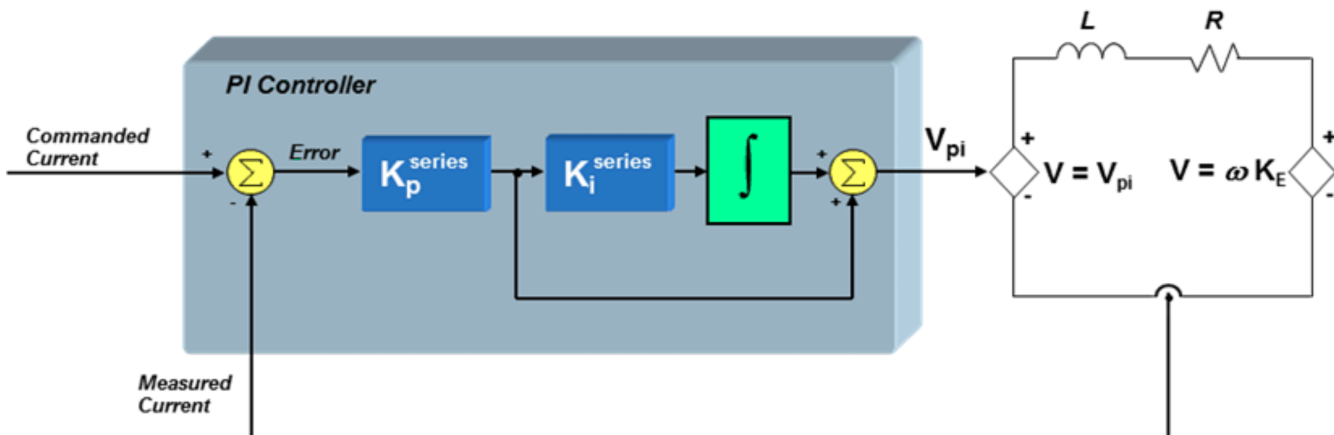 L
R
PI Controller
Commanded
Current
+
Σ
-
Error
K_p^series
K_i^series
∫
+
Σ
+
V_pi
+
V = V_pi
-
V = ω K_E
+
-
Measured
Current